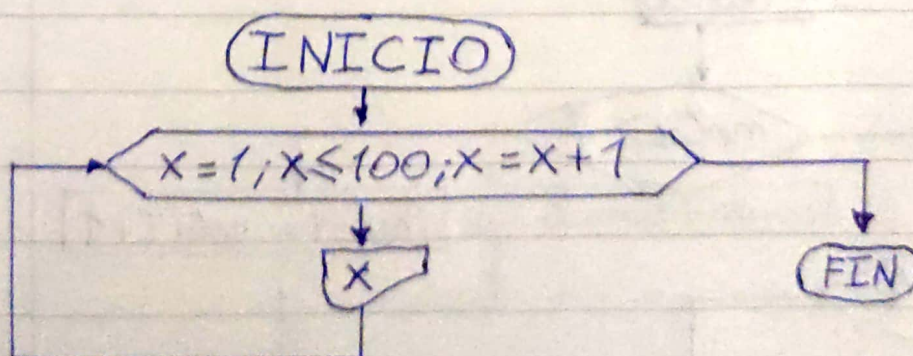 INICIO
X=1; X≤100; X=X+1
X
FIN